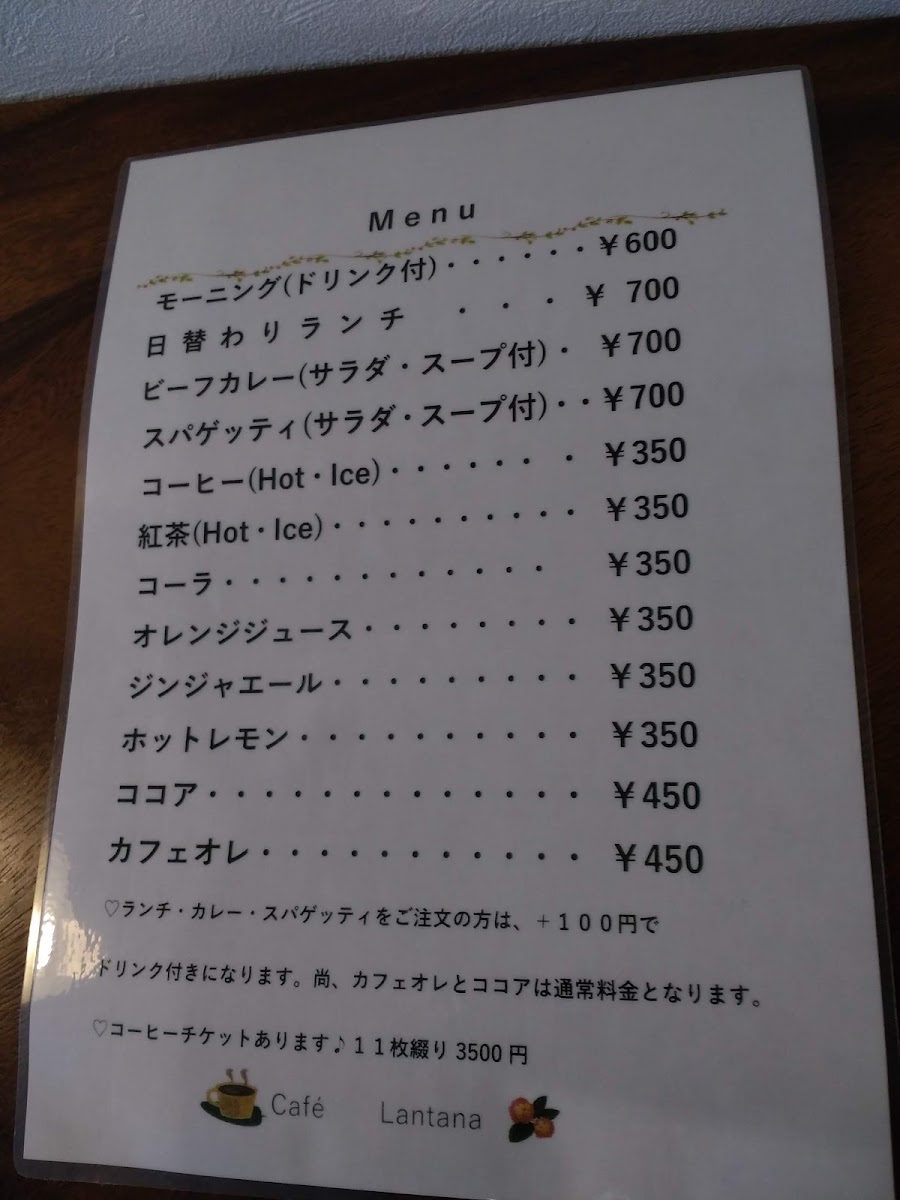 Menu
モーニング(ドリンク付)・・・・・・￥600
日替わりランチ ・・・￥ 700
ビーフカレー(サラダ・スープ付)・ ￥700
スパゲッティ(サラダ・スープ付)・・￥700
コーヒー(Hot・Ice)・・・・・・・・￥350
紅茶(Hot・Ice)・・・・・・・・・・￥350
コーラ・・・・・・・・・・・・・ ￥350
オレンジジュース・・・・・・・・ ￥350
ジンジャエール・・・・・・・・・ ￥350
ホットレモン・・・・・・・・・・ ￥350
ココア・・・・・・・・・・・・・ ￥450
カフェオレ・・・・・・・・・・・ ￥450
♡ランチ・カレー・スパゲッティをご注文の方は、＋１００円で
ドリンク付きになります。尚、カフェオレとココアは通常料金となります。
♡コーヒーチケットあります♪１１枚綴り 3500 円
Café Lantana